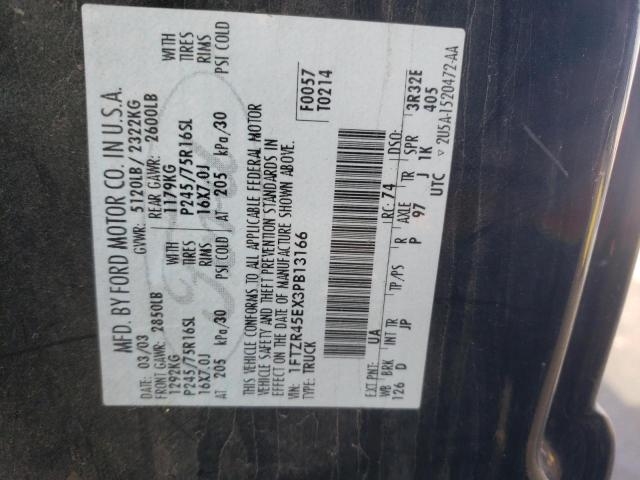 MFD. BY FORD MOTOR CO. IN U.S.A.
DATE: 03/03 GVWR: 5120LB / 2322KG
FRONT GAWR: 2850LB REAR GAWR: 2600LB WITH
1292KG 1179KG TIRES
P245/75R16SL P245/75R16SL RIMS
16X7.0J 16X7.0J PSI COLD
AT 205 kPa/30 AT 205 kPa/30
WITH
TIRES
RIMS
PSI COLD
THIS VEHICLE CONFORMS TO ALL APPLICABLE FEDERAL MOTOR
VEHICLE SAFETY AND THEFT PREVENTION STANDARDS IN
EFFECT ON THE DATE OF MANUFACTURE SHOWN ABOVE.
VIN: 1FTZR45EX3PB13166
TYPE: TRUCK
F0057
T0214
EXT PNT: UA RC: 74 DSO:
WB BRK INT TR TP/PS R AXLE TR SPR 3R32E
126 D JP P 97 J 1K 405
UTC
▽ 2U5A-1520472-AA